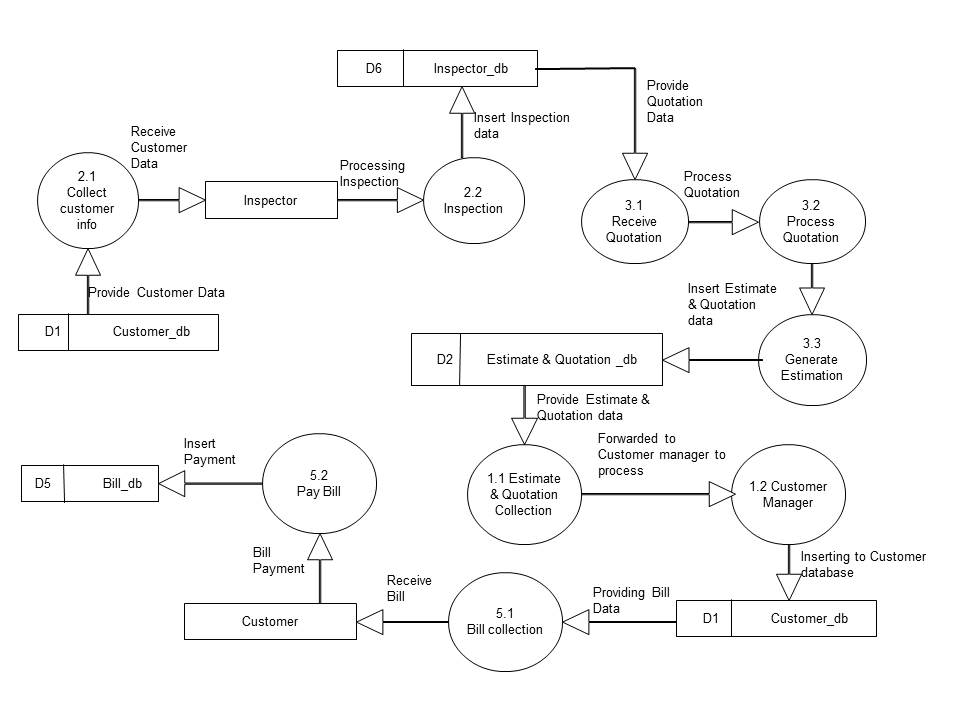 D6 Inspector_db
Provide
Quotation
Data
Insert Inspection
data
Receive
Customer
Data
2.1
Collect
customer
info
Inspector
Processing
Inspection
2.2
Inspection
3.1
Receive
Quotation
Process
Quotation
3.2
Process
Quotation
Provide Customer Data
D1 Customer_db
Insert Estimate
& Quotation
data
3.3
Generate
Estimation
D2 Estimate & Quotation _db
Provide Estimate &
Quotation data
Forwarded to
Customer manager to
process
1.1 Estimate
& Quotation
Collection
1.2 Customer
Manager
Insert
Payment
D5 Bill_db
5.2
Pay Bill
Bill
Payment
Inserting to Customer
database
Receive
Bill
Providing Bill
Data
Customer
5.1
Bill collection
D1 Customer_db